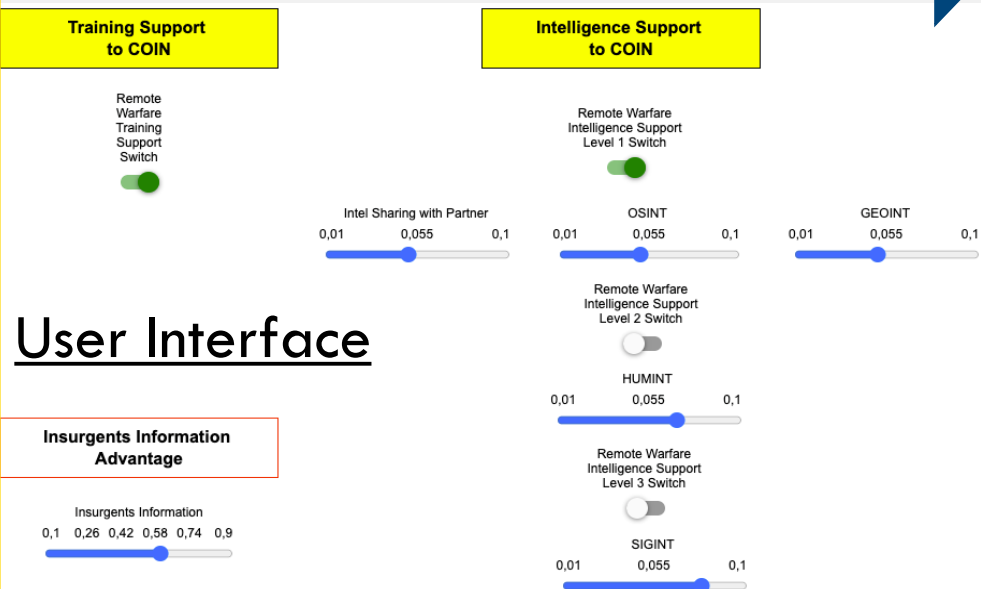 Training Support
to COIN
Intelligence Support
to COIN
Remote
Warfare
Training
Support
Switch
Remote Warfare
Intelligence Support
Level 1 Switch
Intel Sharing with Partner
0,01 0,055 0,1
OSINT
0,01 0,055 0,1
GEOINT
0,01 0,055 0,1
Remote Warfare
Intelligence Support
Level 2 Switch
User Interface
HUMINT
0,01 0,055 0,1
Insurgents Information
Advantage
Remote Warfare
Intelligence Support
Level 3 Switch
Insurgents Information
0,1 0,26 0,42 0,58 0,74 0,9
SIGINT
0,01 0,055 0,1